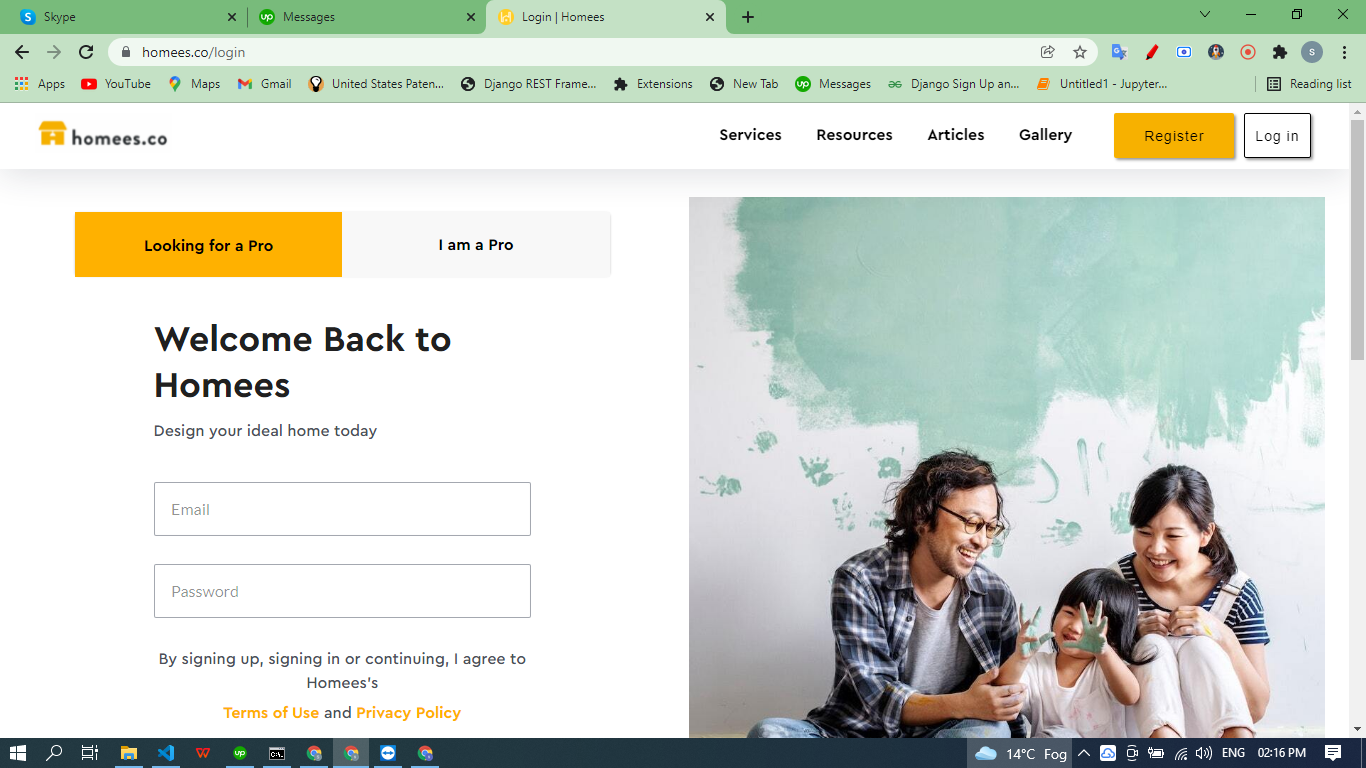 Skype
Messages
Login | Homees
homees.co/login
S
Apps
YouTube
Maps
Gmail
United States Paten...
Django REST Frame...
Extensions
New Tab
Messages
Django Sign Up an...
Untitled1 - Jupyter...
Reading list
homees.co
Services
Resources
Articles
Gallery
Register
Log in
Looking for a Pro
I am a Pro
Welcome Back to
Homees
Design your ideal home today
Email
Password
By signing up, signing in or continuing, I agree to
Homees's
Terms of Use and Privacy Policy
14°C Fog
ENG
02:16 PM